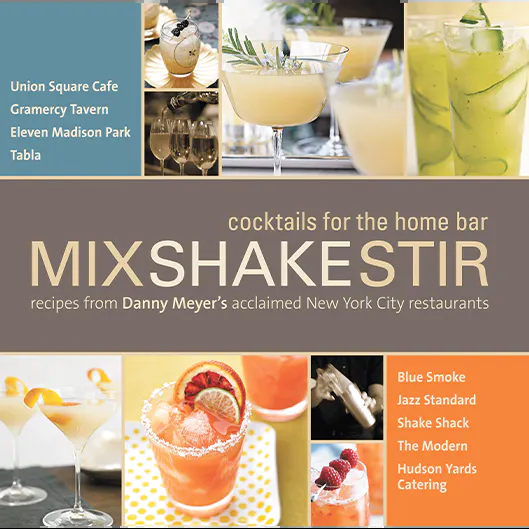 Union Square Cafe
Gramercy Tavern
Eleven Madison Park
Tabla
cocktails for the home bar
MIXSHAKESTIR
recipes from Danny Meyer's acclaimed New York City restaurants
Blue Smoke
Jazz Standard
Shake Shack
The Modern
Hudson Yards
Catering